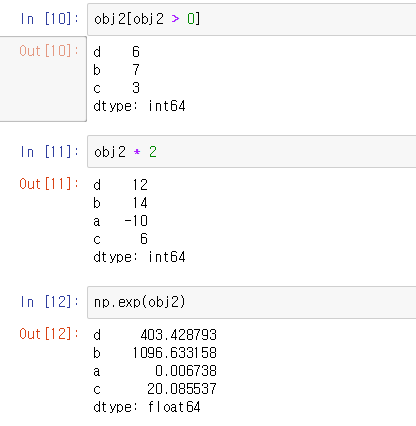 In [10]: obj2[obj2 > 0]
Out[10]: d    6
b    7
c    3
dtype: int64
In [11]: obj2 * 2
Out[11]: d    12
b    14
a   -10
c     6
dtype: int64
In [12]: np.exp(obj2)
Out[12]: d     403.428793
b    1096.633158
a       0.006738
c      20.085537
dtype: float64